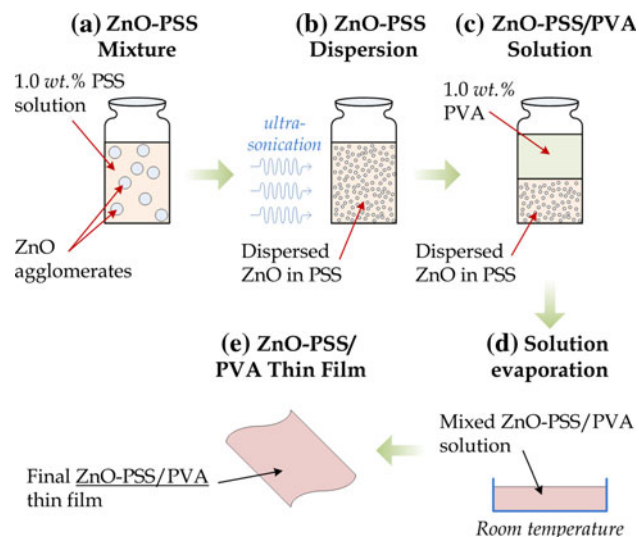 (a) ZnO-PSS
Mixture
1.0 wt.% PSS
solution
ZnO
agglomerates
(b) ZnO-PSS
Dispersion
ultra-
sonication
Dispersed
ZnO in PSS
(c) ZnO-PSS/PVA
Solution
1.0 wt.%
PVA
Dispersed
ZnO in PSS
(d) Solution
evaporation
Mixed ZnO-PSS/PVA
solution
Room temperature
(e) ZnO-PSS/
PVA Thin Film
Final ZnO-PSS/PVA
thin film